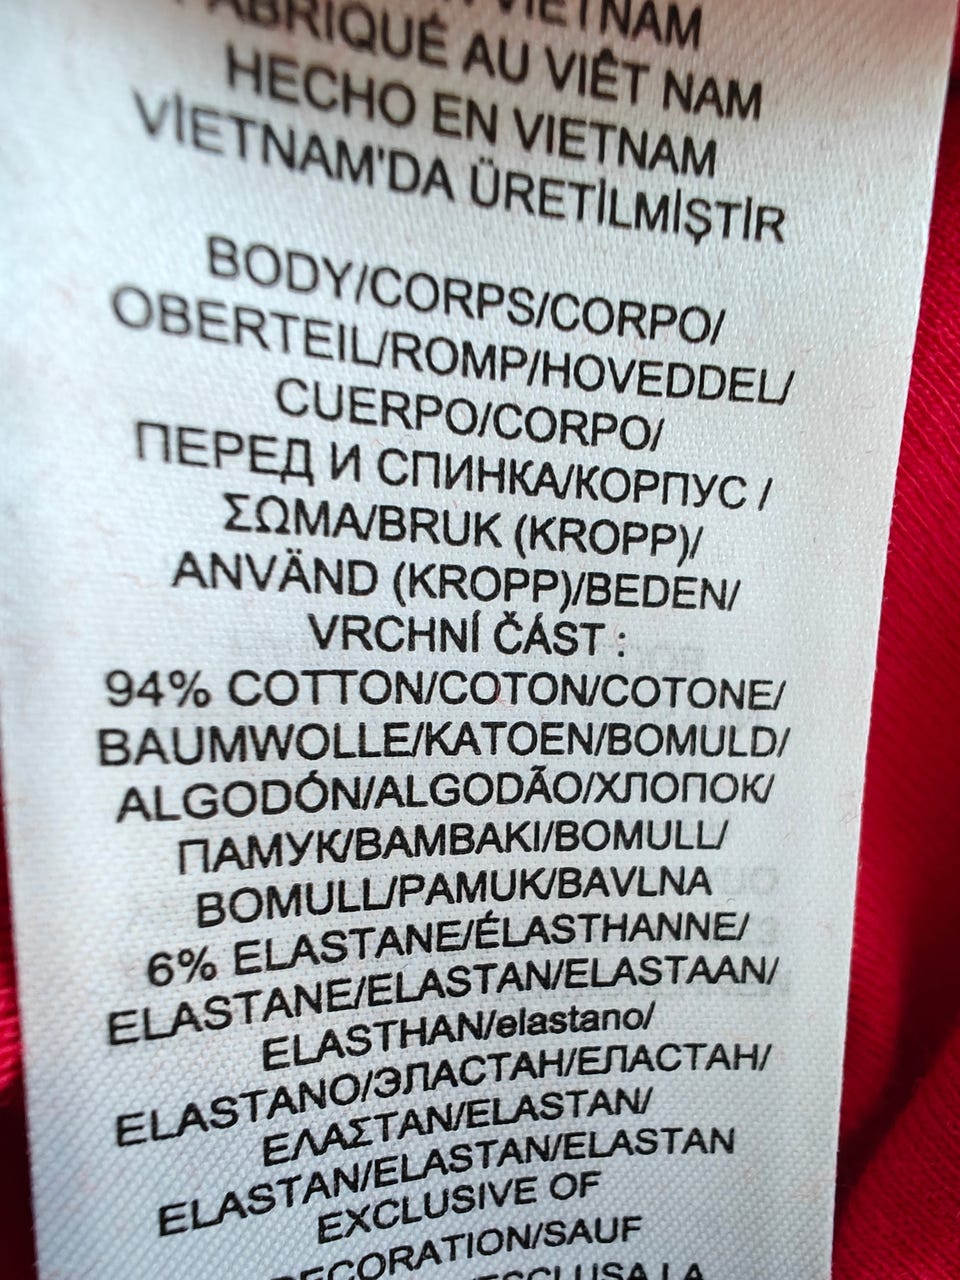 VIETNAM
FABRIQUÉ AU VIÊT NAM
HECHO EN VIETNAM
VİETNAM'DA ÜRETİLMİŞTİR
BODY/CORPS/CORPO/
OBERTEIL/ROMP/HOVEDDEL/
CUERPO/CORPO/
ПЕРЕД И СПИНКА/КОРПУС /
ΣΩΜΑ/BRUK (KROPP)/
ANVÄND (KROPP)/BEDEN/
VRCHNÍ ČÁST :
94% COTTON/COTON/COTONE/
BAUMWOLLE/KATOEN/BOMULD/
ALGODÓN/ALGODÃO/ХЛОПОК/
ПАМУК/BAMBAKI/BOMULL/
BOMULL/PAMUK/BAVLNA
6% ELASTANE/ÉLASTHANNE/
ELASTANE/ELASTAN/ELASTAAN/
ELASTHAN/elastano/
ELASTANO/ЭЛАСТАН/ЕЛАСТАН/
ΕΛΑΣΤΑΝ/ELASTAN/
ELASTAN/ELASTAN/ELASTAN
EXCLUSIVE OF
DECORATION/SAUF
LA